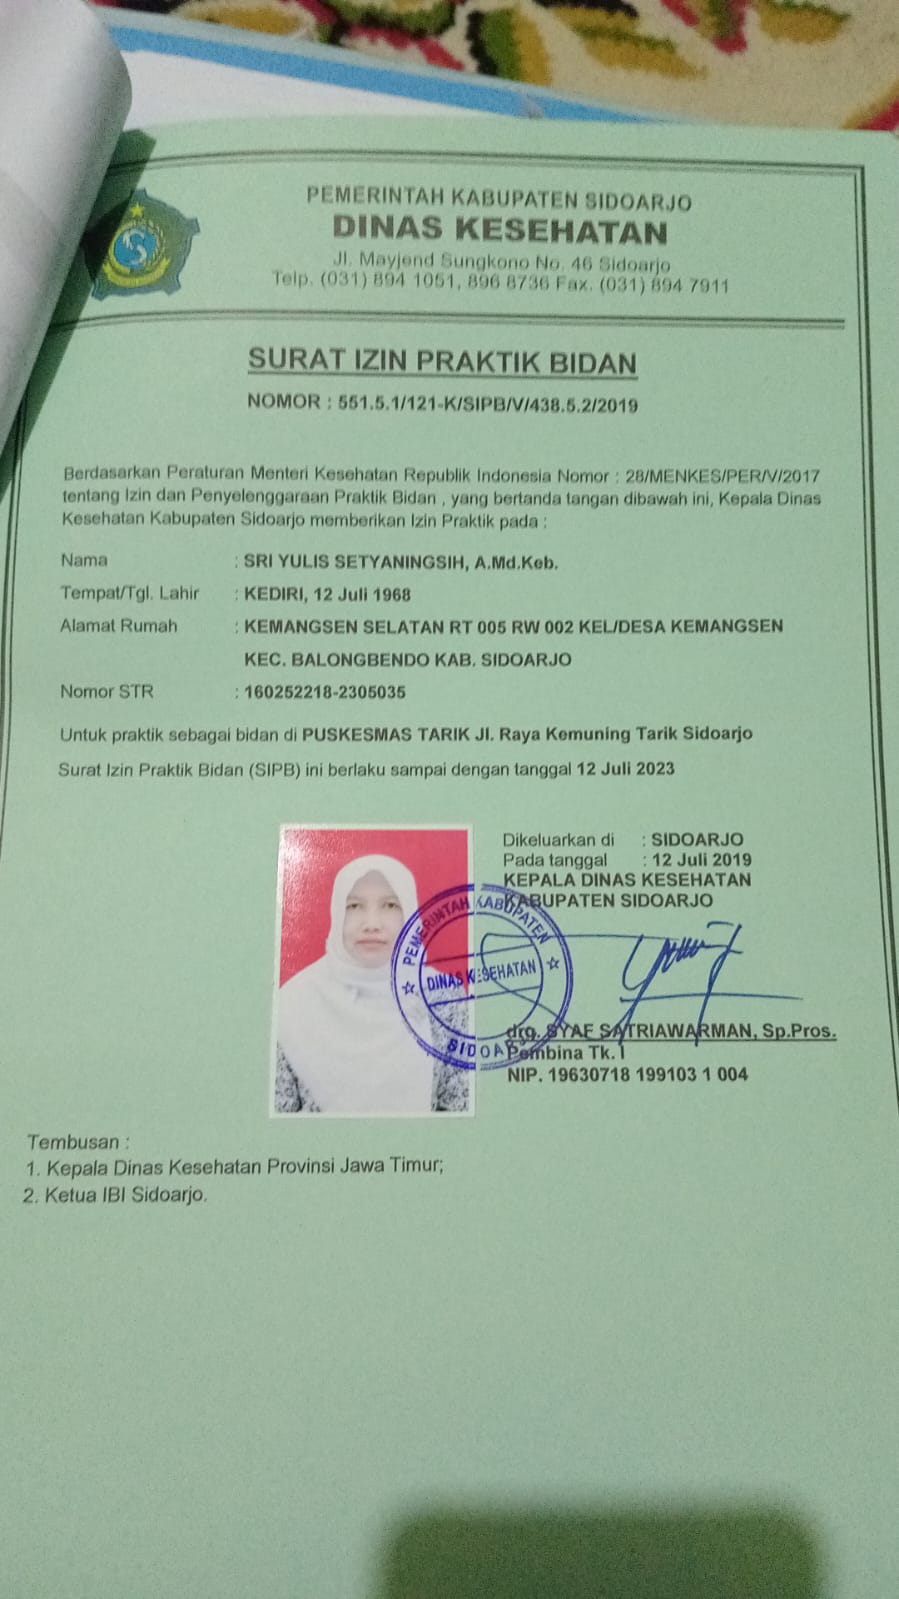 PEMERINTAH KABUPATEN SIDOARJO
DINAS KESEHATAN
Jl. Mayjend Sungkono No. 46 Sidoarjo
Telp. (031) 894 1051, 896 8736 Fax. (031) 894 7911
SURAT IZIN PRAKTIK BIDAN
NOMOR : 551.5.1/121-K/SIPB/V/438.5.2/2019
Berdasarkan Peraturan Menteri Kesehatan Republik Indonesia Nomor : 28/MENKES/PER/V/2017
tentang Izin dan Penyelenggaraan Praktik Bidan , yang bertanda tangan dibawah ini, Kepala Dinas
Kesehatan Kabupaten Sidoarjo memberikan Izin Praktik pada :
Nama : SRI YULIS SETYANINGSIH, A.Md.Keb.
Tempat/Tgl. Lahir : KEDIRI, 12 Juli 1968
Alamat Rumah : KEMANGSEN SELATAN RT 005 RW 002 KEL/DESA KEMANGSEN
KEC. BALONGBENDO KAB. SIDOARJO
Nomor STR : 160252218-2305035
Untuk praktik sebagai bidan di PUSKESMAS TARIK Jl. Raya Kemuning Tarik Sidoarjo
Surat Izin Praktik Bidan (SIPB) ini berlaku sampai dengan tanggal 12 Juli 2023
Dikeluarkan di : SIDOARJO
Pada tanggal : 12 Juli 2019
KEPALA DINAS KESEHATAN
KABUPATEN SIDOARJO
PEMERINTAH KABUPATEN
DINAS KESEHATAN
SIDOARJO
drg. SYAF SATRIAWARMAN, Sp.Pros.
Pembina Tk. I
NIP. 19630718 199103 1 004
Tembusan :
1. Kepala Dinas Kesehatan Provinsi Jawa Timur;
2. Ketua IBI Sidoarjo.